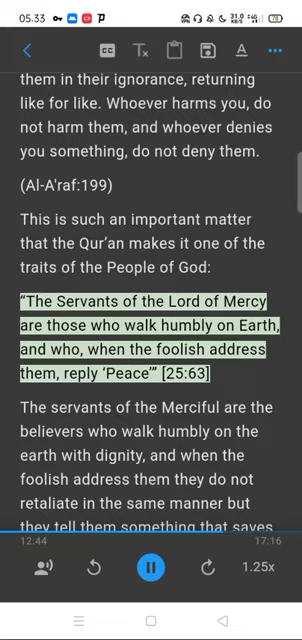 05.33
31.0
KB/S
4G
78
CC
A
them in their ignorance, returning
like for like. Whoever harms you, do
not harm them, and whoever denies
you something, do not deny them.
(Al-A'raf:199)
This is such an important matter
that the Qur'an makes it one of the
traits of the People of God:
“The Servants of the Lord of Mercy
are those who walk humbly on Earth,
and who, when the foolish address
them, reply ‘Peace’” [25:63]
The servants of the Merciful are the
believers who walk humbly on the
earth with dignity, and when the
foolish address them they do not
retaliate in the same manner but
they tell them something that saves
12:44
17:16
1.25x